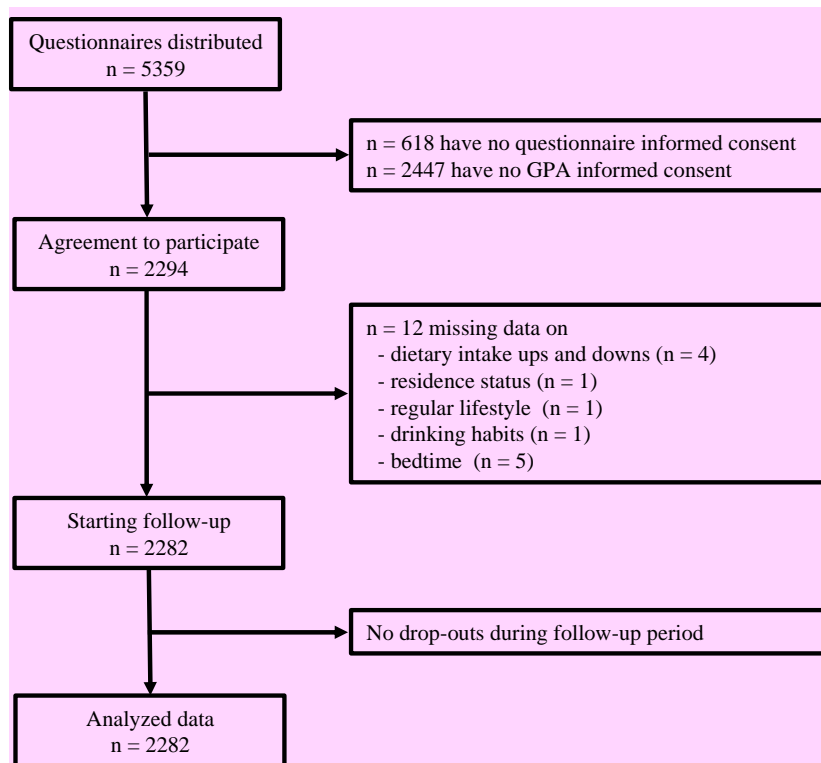 Questionnaires distributed
n = 5359
n = 618 have no questionnaire informed consent
n = 2447 have no GPA informed consent
Agreement to participate
n = 2294
n = 12 missing data on
- dietary intake ups and downs (n = 4)
- residence status (n = 1)
- regular lifestyle (n = 1)
- drinking habits (n = 1)
- bedtime (n = 5)
Starting follow-up
n = 2282
No drop-outs during follow-up period
Analyzed data
n = 2282